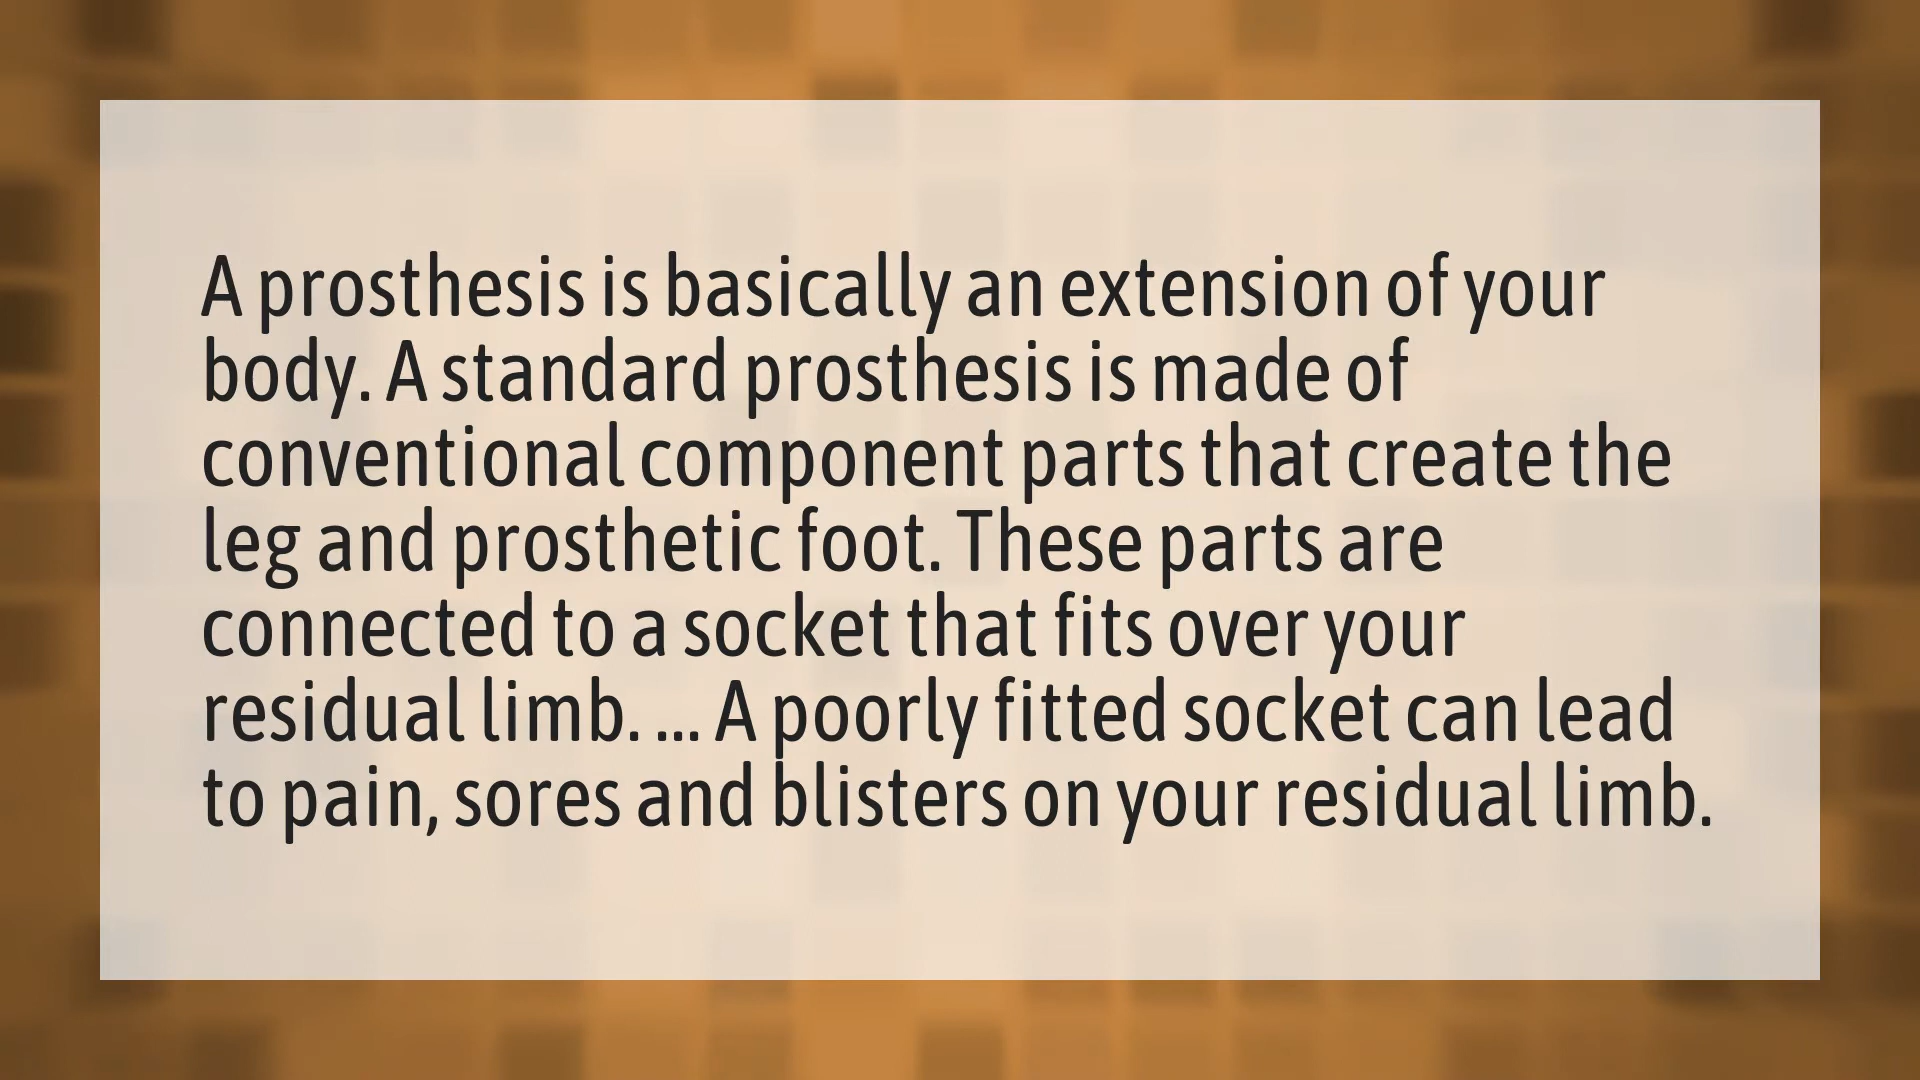 A prosthesis is basically an extension of your
body. A standard prosthesis is made of
conventional component parts that create the
leg and prosthetic foot. These parts are
connected to a socket that fits over your
residual limb. ... A poorly fitted socket can lead
to pain, sores and blisters on your residual limb.